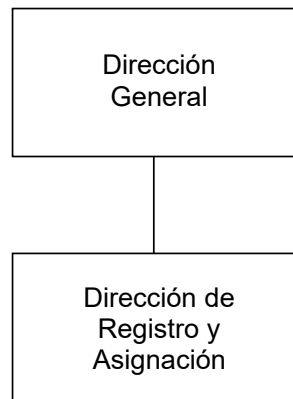 Dirección
General
Dirección de
Registro y
Asignación